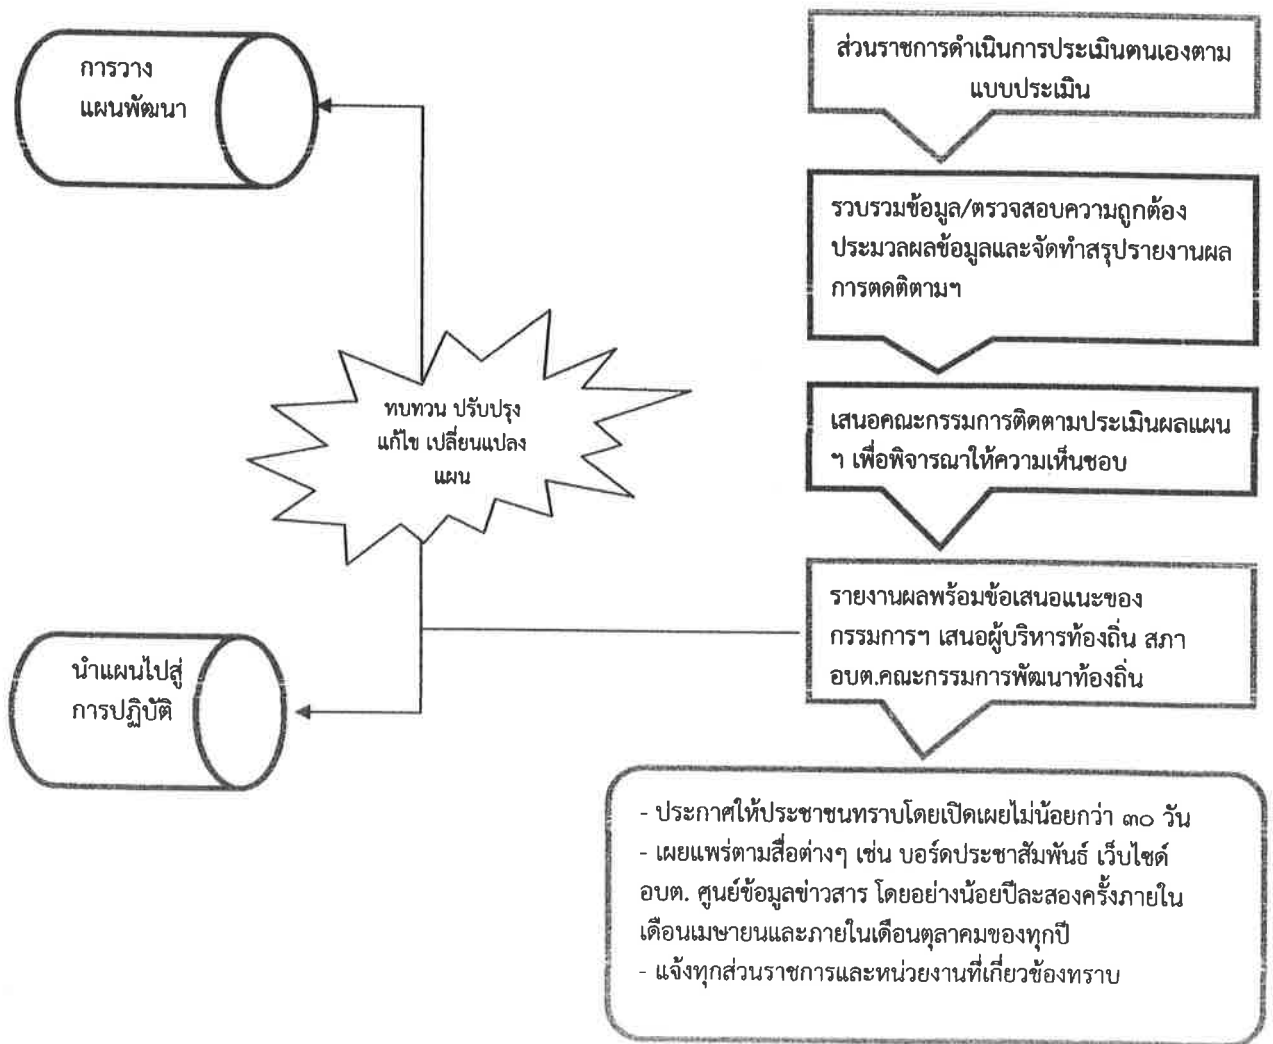 การวาง
แผนพัฒนา
ส่วนราชการดำเนินการประเมินตนเองตาม
แบบประเมิน
รวบรวมข้อมูล/ตรวจสอบความถูกต้อง
ประมวลผลข้อมูลและจัดทำสรุปรายงานผล
การตดติตามฯ
ทบทวน ปรับปรุง
แก้ไข เปลี่ยนแปลง
แผน
เสนอคณะกรรมการติดตามประเมินผลแผน
ฯ เพื่อพิจารณาให้ความเห็นชอบ
รายงานผลพร้อมข้อเสนอแนะของ
กรรมการฯ เสนอผู้บริหารท้องถิ่น สภา
อบต.คณะกรรมการพัฒนาท้องถิ่น
นำแผนไปสู่
การปฏิบัติ
- ประกาศให้ประชาชนทราบโดยเปิดเผยไม่น้อยกว่า ๓๐ วัน
- เผยแพร่ตามสื่อต่างๆ เช่น บอร์ดประชาสัมพันธ์ เว็บไซด์
อบต. ศูนย์ข้อมูลข่าวสาร โดยอย่างน้อยปีละสองครั้งภายใน
เดือนเมษายนและภายในเดือนตุลาคมของทุกปี
- แจ้งทุกส่วนราชการและหน่วยงานที่เกี่ยวข้องทราบ